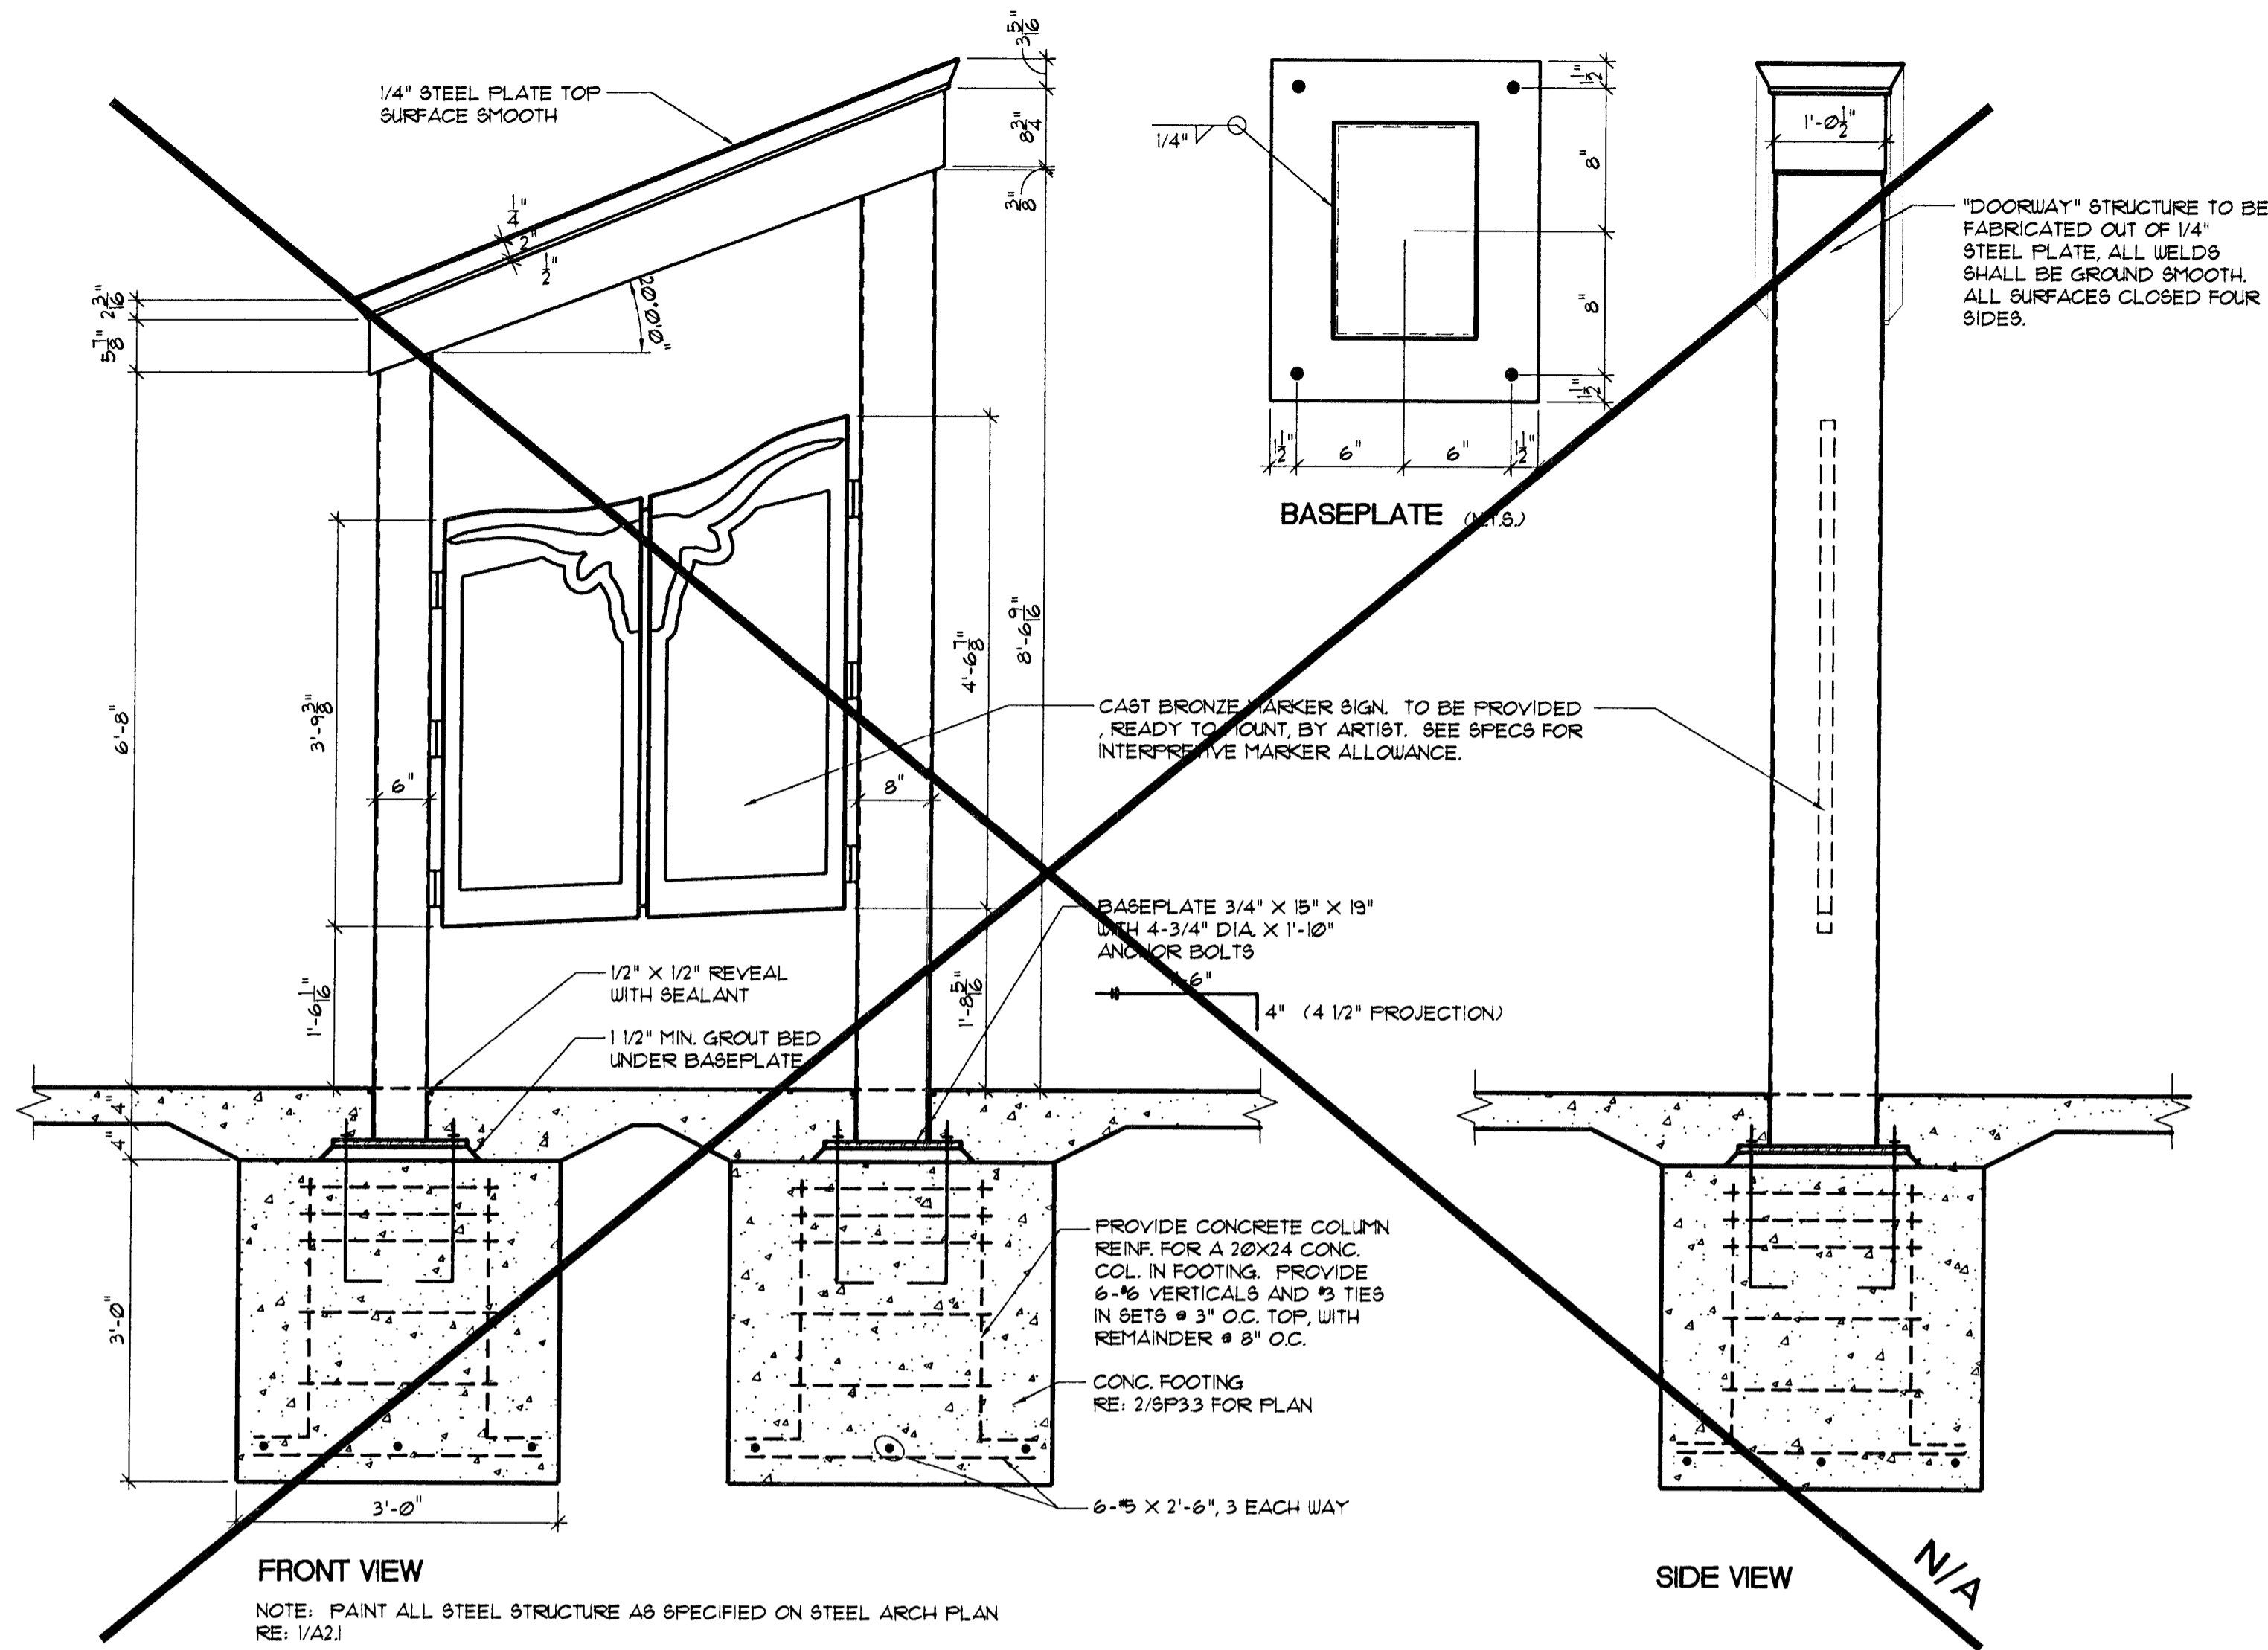 1/4" STEEL PLATE TOP
SURFACE SMOOTH
3 5/16"
8 3/4"
3/8"
1/4"
2"
1/2"
20°0'0"
2 3/16"
5 7/8"
6'-8"
3'-9 3/8"
6"
8"
4'-6 7/8"
8'-6 9/16"
1'-6 1/16"
1'-8 5/16"
1/2" X 1/2" REVEAL
WITH SEALANT
1 1/2" MIN. GROUT BED
UNDER BASEPLATE
4"
4"
3'-0"
3'-0"
1/4"
1 1/2"
8"
8"
1 1/2"
1 1/2"
6"
6"
1 1/2"
BASEPLATE (N.T.S.)
1'-0 1/2"
"DOORWAY" STRUCTURE TO BE
FABRICATED OUT OF 1/4"
STEEL PLATE, ALL WELDS
SHALL BE GROUND SMOOTH.
ALL SURFACES CLOSED FOUR
SIDES.
CAST BRONZE MARKER SIGN. TO BE PROVIDED
, READY TO MOUNT, BY ARTIST. SEE SPECS FOR
INTERPRETIVE MARKER ALLOWANCE.
BASEPLATE 3/4" X 15" X 19"
WITH 4-3/4" DIA. X 1'-10"
ANCHOR BOLTS
1'-6"
4" (4 1/2" PROJECTION)
PROVIDE CONCRETE COLUMN
REINF. FOR A 20X24 CONC.
COL. IN FOOTING. PROVIDE
6-#6 VERTICALS AND #3 TIES
IN SETS @ 3" O.C. TOP, WITH
REMAINDER @ 8" O.C.
CONC. FOOTING
RE: 2/SP3.3 FOR PLAN
6-#5 X 2'-6", 3 EACH WAY
FRONT VIEW
NOTE: PAINT ALL STEEL STRUCTURE AS SPECIFIED ON STEEL ARCH PLAN
RE: 1/A2.1
SIDE VIEW
N/A